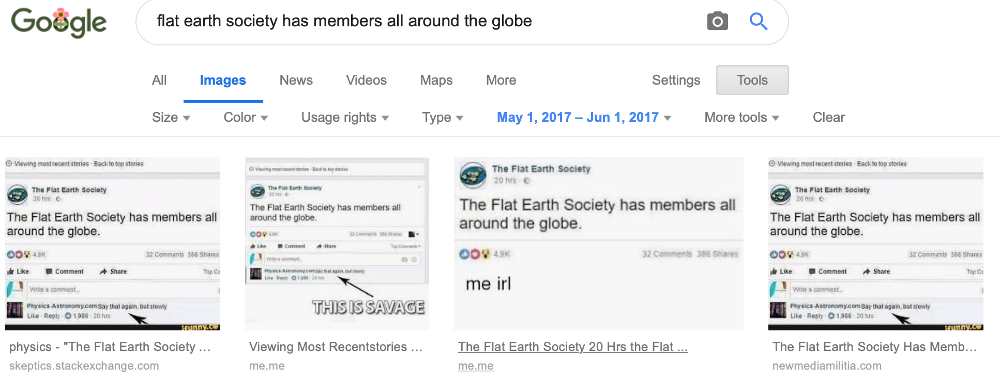 Google
flat earth society has members all around the globe
All Images News Videos Maps More Settings Tools
Size Color Usage rights Type May 1, 2017 – Jun 1, 2017 More tools Clear
Viewing most recent stories · Back to top stories
The Flat Earth Society
20 hrs
The Flat Earth Society has members all
around the globe.
4.9K 32 Comments 386 Shares
Like Comment Share Top Co
Write a comment...
Physics-Astronomy.com Say that again, but slowly
Like · Reply · 1,986 · 20 hrs
ifunny.co
physics - "The Flat Earth Society ...
skeptics.stackexchange.com
Viewing most recent stories · Back to top stories
The Flat Earth Society
20 hrs
The Flat Earth Society has members all
around the globe.
4.9K 32 Comments 386 Shares
Like Comment Share Top Comments
Write a comment...
Physics-Astronomy.com Say that again, but slowly
Like · Reply · 1,986 · 20 hrs
THIS IS SAVAGE
Viewing Most Recentstories ...
me.me
The Flat Earth Society
20 hrs
The Flat Earth Society has members all
around the globe.
4.9K 32 Comments 386 Shares
me irl
The Flat Earth Society 20 Hrs the Flat ...
me.me
Viewing most recent stories · Back to top stories
The Flat Earth Society
20 hrs
The Flat Earth Society has members all
around the globe.
4.9K 32 Comments 386 Shares
Like Comment Share Top Co
Write a comment...
Physics-Astronomy.com Say that again, but slowly
Like · Reply · 1,986 · 20 hrs
ifunny.co
The Flat Earth Society Has Memb...
newmediamilitia.com